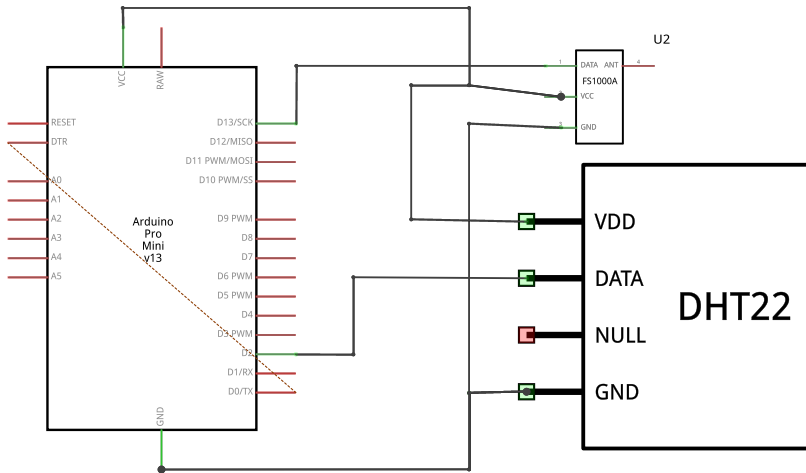 U2
VCC
RAW
1
DATA
ANT
4
FS1000A
VCC
3
GND
RESET
DTR
A0
A1
A2
A3
A4
A5
D13/SCK
D12/MISO
D11 PWM/MOSI
D10 PWM/SS
D9 PWM
D8
D7
D6 PWM
D5 PWM
D4
D3 PWM
D2
D1/RX
D0/TX
Arduino
Pro
Mini
v13
GND
VDD
DATA
NULL
GND
DHT22